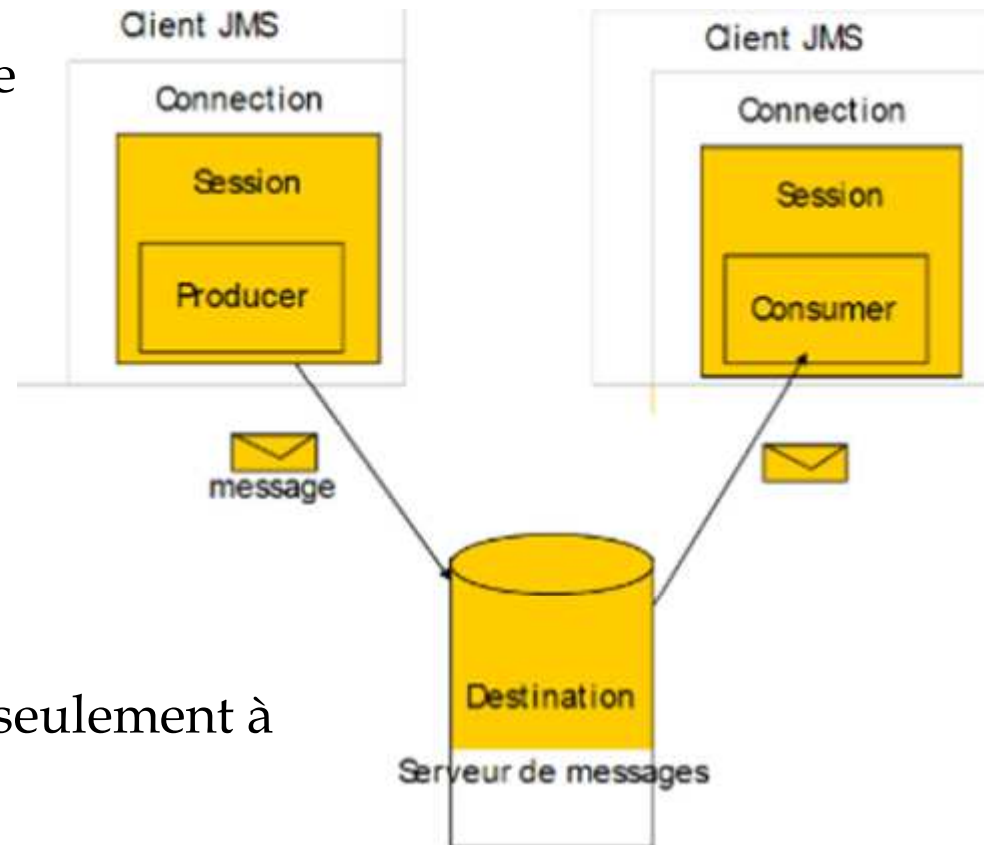 Client JMS
e
Connection
Session
Producer
message
Client JMS
Connection
Session
Consumer
Destination
seulement à
Serveur de messages